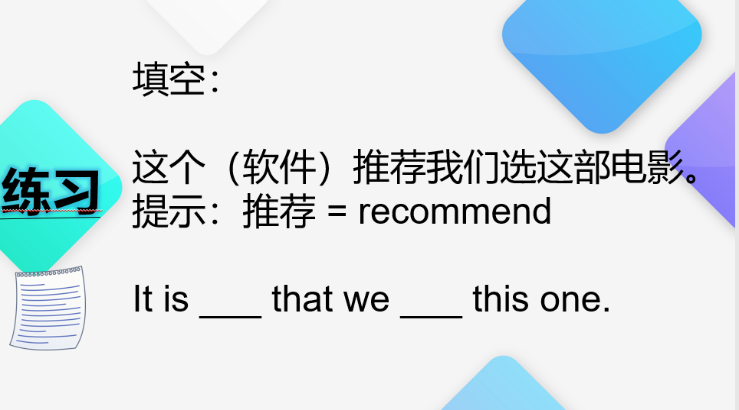 填空：
这个（软件）推荐我们选这部电影。
练习
提示：推荐 = recommend
It is ___ that we ___ this one.